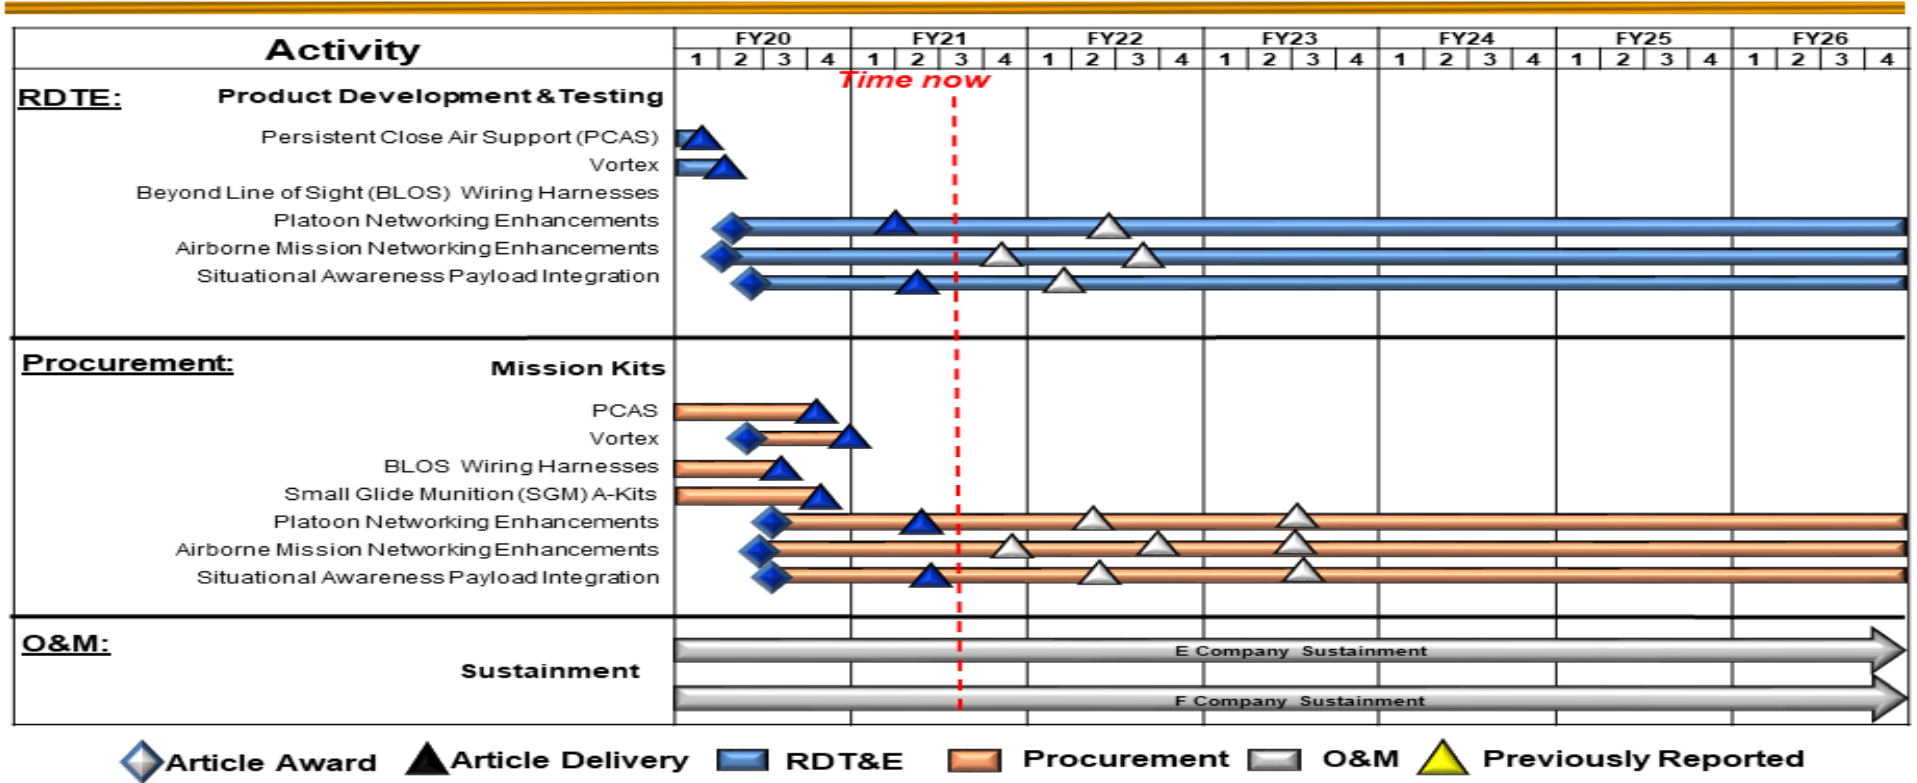 Activity
FY20 FY21 FY22 FY23 FY24 FY25 FY26
1 2 3 4 1 2 3 4 1 2 3 4 1 2 3 4 1 2 3 4 1 2 3 4 1 2 3 4
Time now
RDTE: Product Development & Testing
Persistent Close Air Support (PCAS)
Vortex
Beyond Line of Sight (BLOS) Wiring Harnesses
Platoon Networking Enhancements
Airborne Mission Networking Enhancements
Situational Awareness Payload Integration
Procurement: Mission Kits
PCAS
Vortex
BLOS Wiring Harnesses
Small Glide Munition (SGM) A-Kits
Platoon Networking Enhancements
Airborne Mission Networking Enhancements
Situational Awareness Payload Integration
O&M:
Sustainment
E Company Sustainment
F Company Sustainment
Article Award Article Delivery RDT&E Procurement O&M Previously Reported